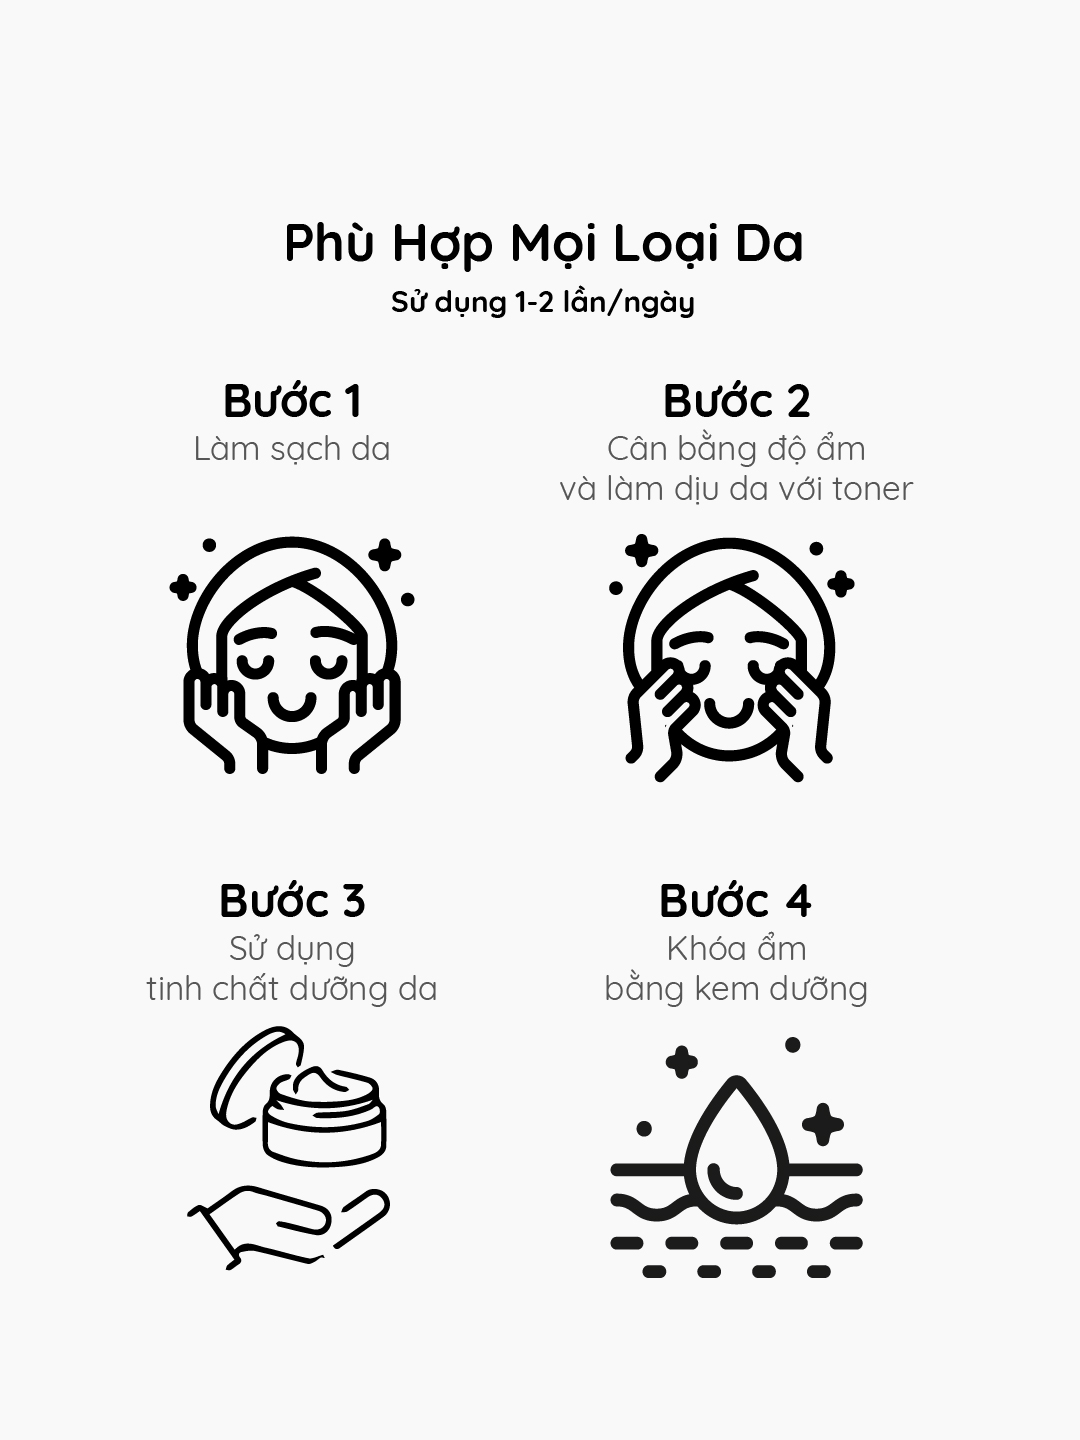 Phù Hợp Mọi Loại Da
Sử dụng 1-2 lần/ngày
Bước 1
Làm sạch da
Bước 2
Cân bằng độ ẩm
và làm dịu da với toner
Bước 3
Sử dụng
tinh chất dưỡng da
Bước 4
Khóa ẩm
bằng kem dưỡng